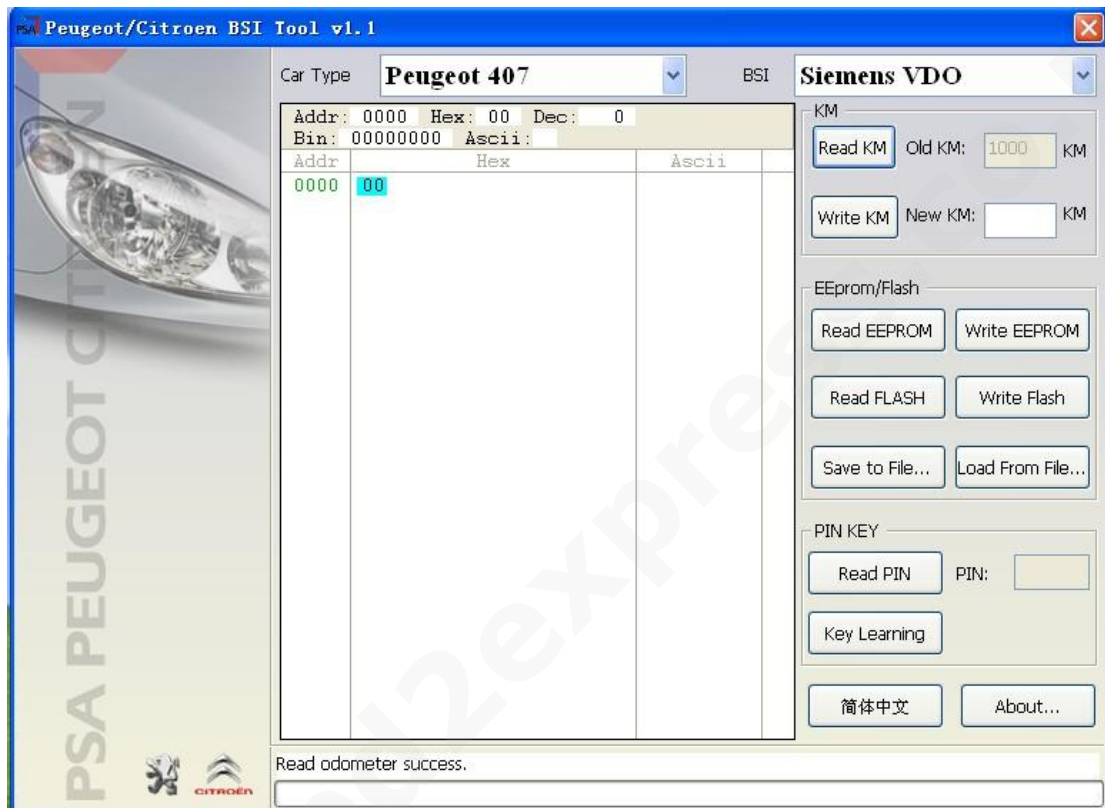 Peugeot/Citroen BSI Tool v1.1
Car Type Peugeot 407 BSI Siemens VDO
Addr: 0000 Hex: 00 Dec: 0
Bin: 00000000 Ascii:
Addr Hex Ascii
0000 00
KM
Read KM Old KM: 1000 KM
Write KM New KM: KM
EEprom/Flash
Read EEPROM Write EEPROM
Read FLASH Write Flash
Save to File... Load From File...
PIN KEY
Read PIN PIN:
Key Learning
简体中文 About...
Read odometer success.
PSA PEUGEOT CITROËN
CITROËN